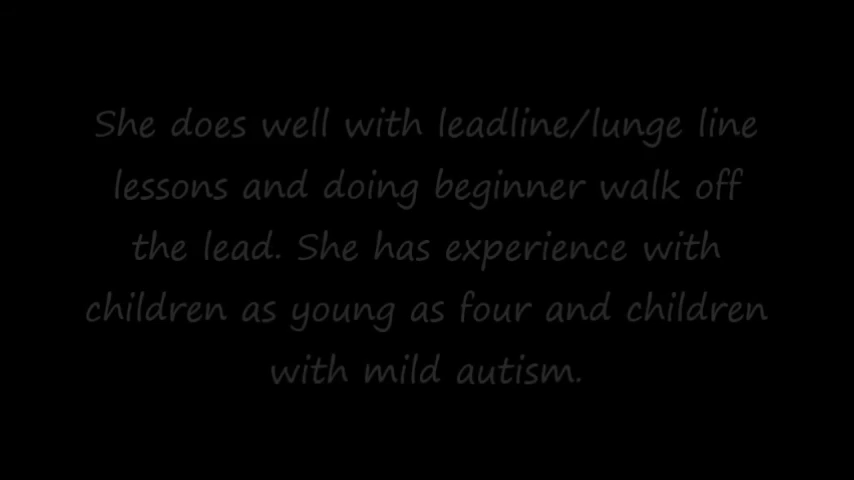 She does well with leadline/lunge line
lessons and doing beginner walk off
the lead. She has experience with
children as young as four and children
with mild autism.